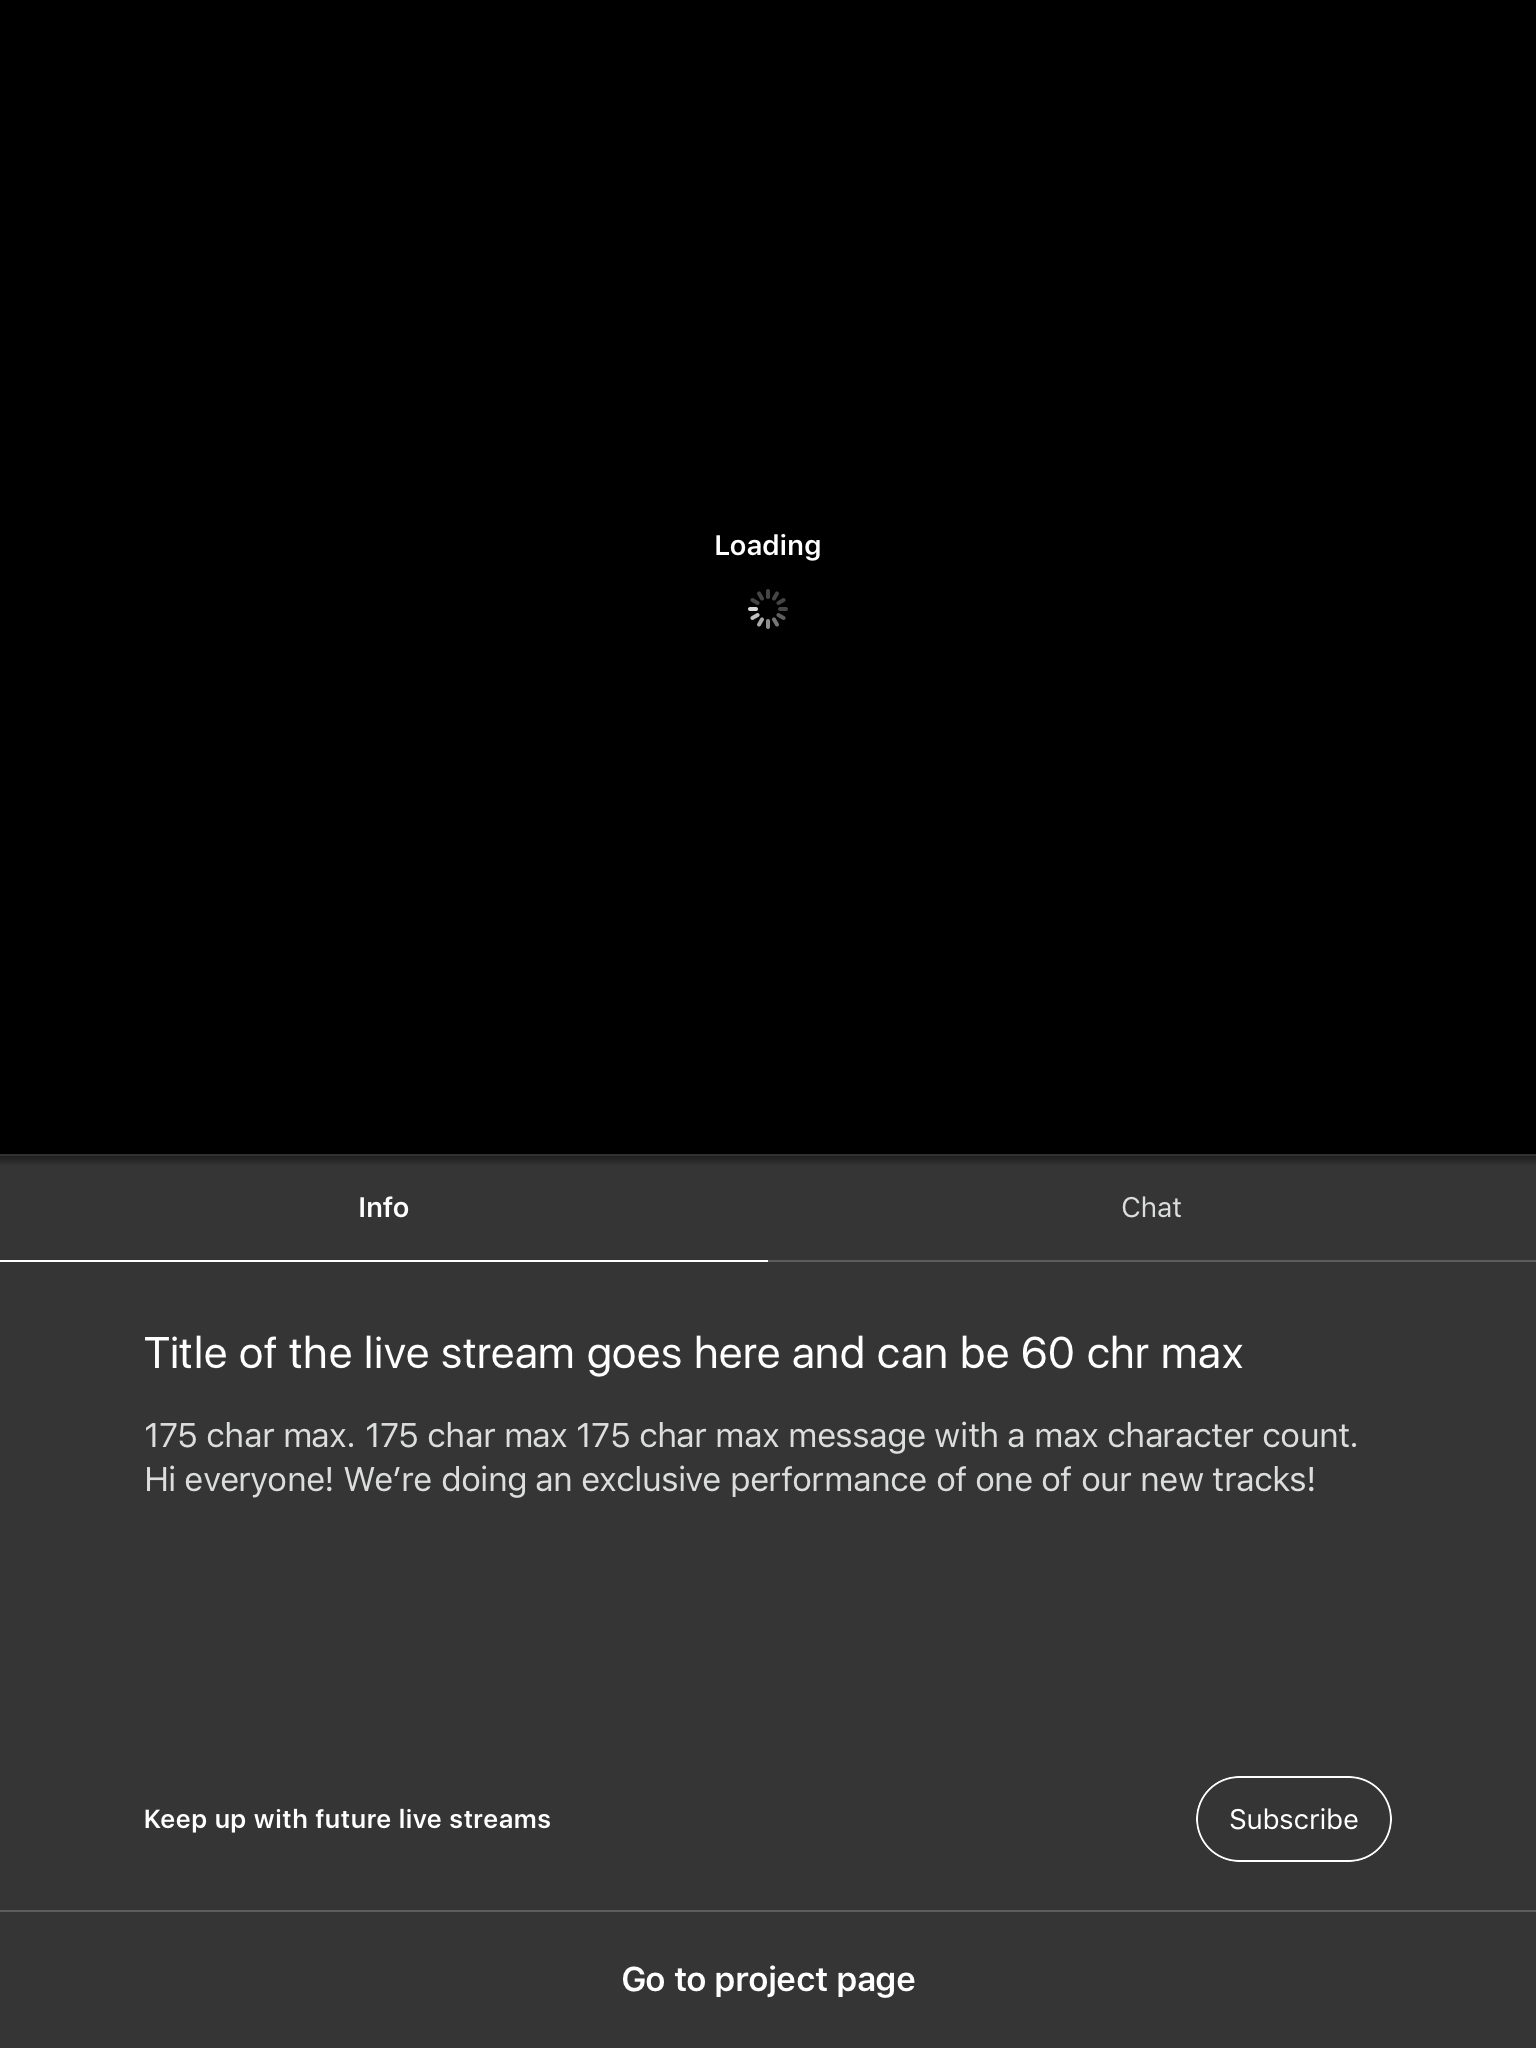 Loading
Info
Chat
Title of the live stream goes here and can be 60 chr max
175 char max. 175 char max 175 char max message with a max character count.
Hi everyone! We’re doing an exclusive performance of one of our new tracks!
Keep up with future live streams
Subscribe
Go to project page